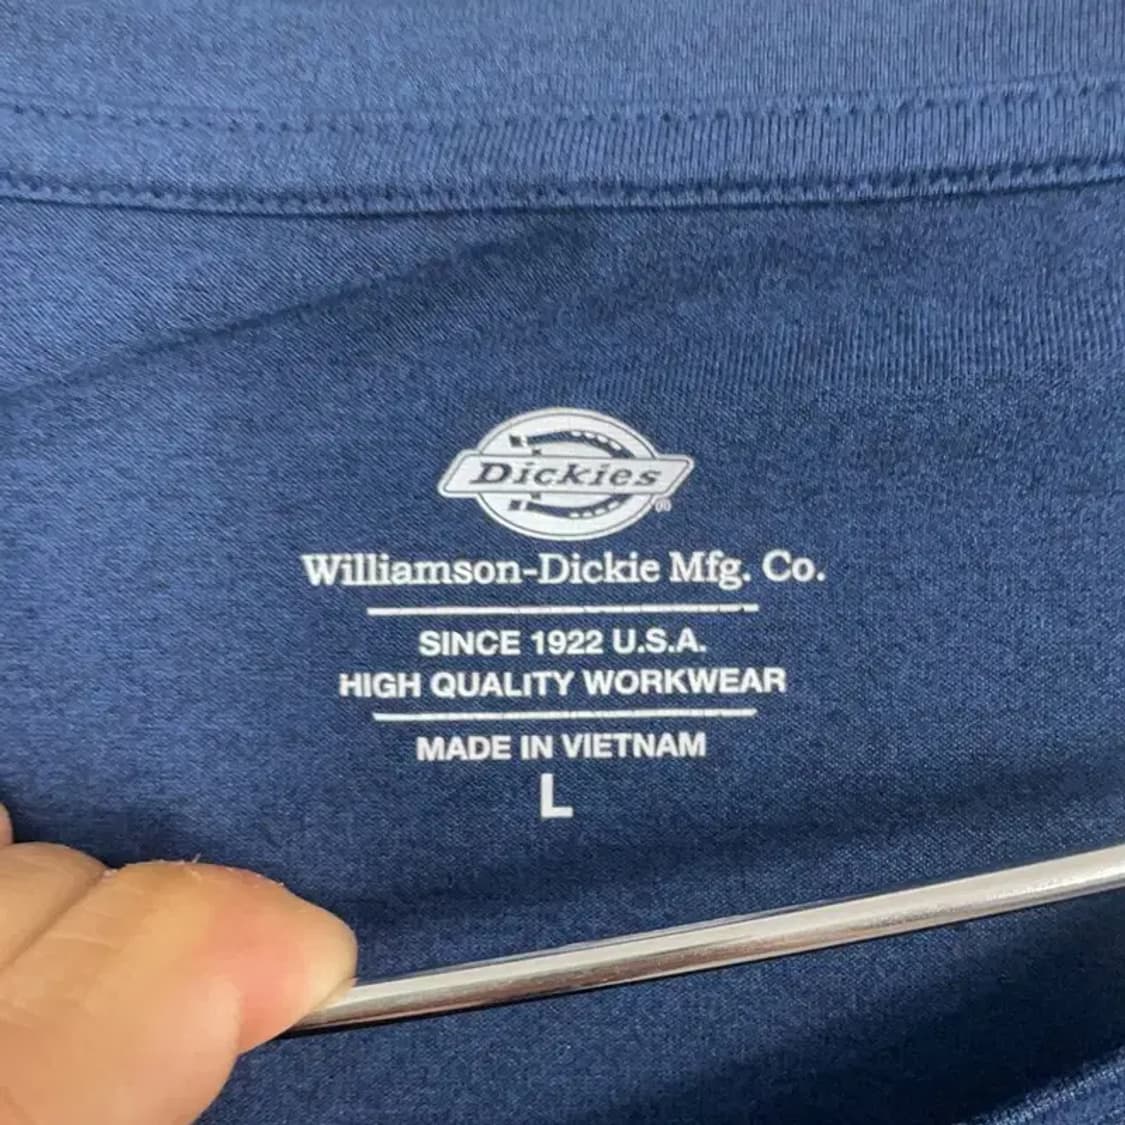 Dickies®
Williamson-Dickie Mfg. Co.
SINCE 1922 U.S.A.
HIGH QUALITY WORKWEAR
MADE IN VIETNAM
L